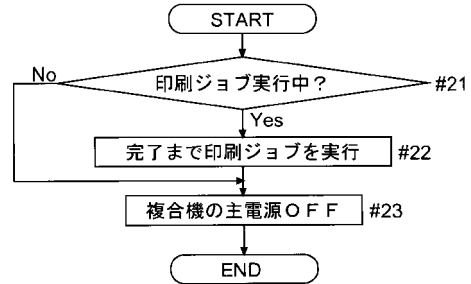 START
No
印刷ジョブ実行中？
#21
Yes
完了まで印刷ジョブを実行
#22
複合機の主電源ＯＦＦ
#23
END